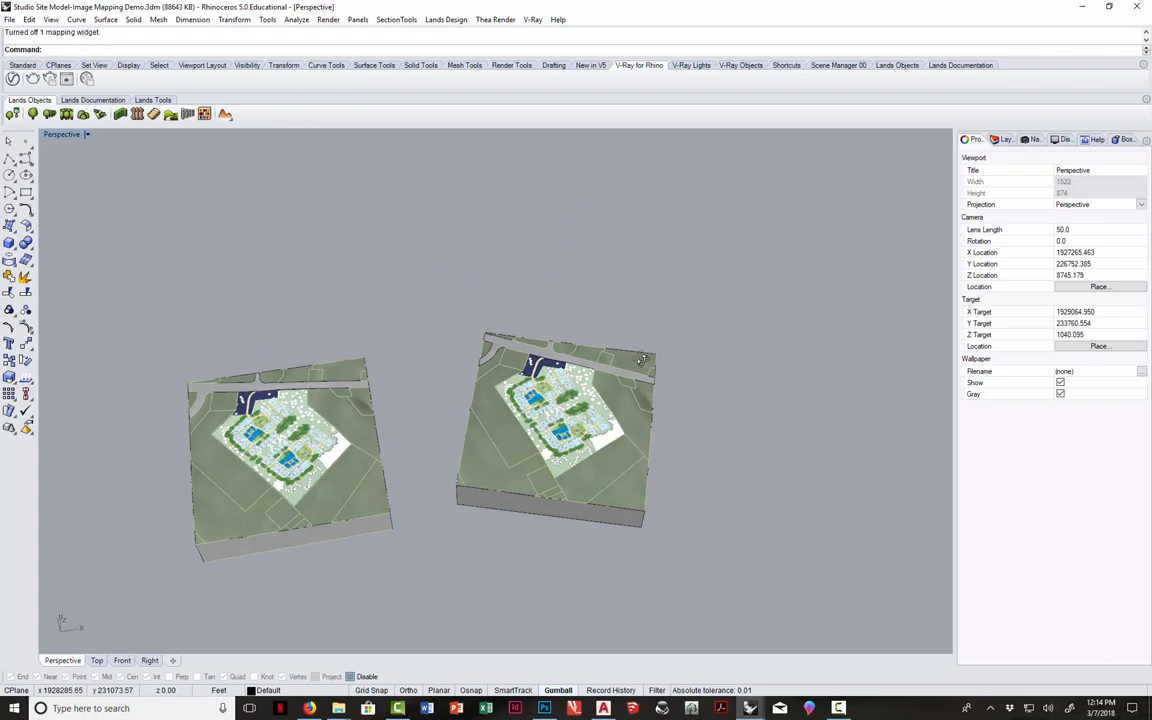 Studio Site Model-Image Mapping Demo.3dm (88643 KB) - Rhinoceros 5.0 Educational - [Perspective]
File Edit View Curve Surface Solid Mesh Dimension Transform Tools Analyze Render Panels SectionTools Lands Design Thea Render V-Ray Help
Turned off 1 mapping widget.
Command:
Standard CPlanes Set View Display Select Viewport Layout Visibility Transform Curve Tools Surface Tools Solid Tools Mesh Tools Render Tools Drafting New in V5 V-Ray for Rhino V-Ray Lights V-Ray Objects Shortcuts Scene Manager 00 Lands Objects Lands Documentation
Lands Objects Lands Documentation Lands Tools
Perspective
Pro... Lay... Na... Dis... Help Box...
Viewport
Title Perspective
Width 1522
Height 874
Projection Perspective
Camera
Lens Length 50.0
Rotation 0.0
X Location 1927265.463
Y Location 226752.385
Z Location 8745.179
Location Place...
Target
X Target 1929064.950
Y Target 233760.554
Z Target 1040.095
Location Place...
Wallpaper
Filename (none) ...
Show
Gray
z
y
x
Perspective Top Front Right
End Near Point Mid Cen Int Perp Tan Quad Knot Vertex Project Disable
CPlane x 1928285.65 y 231073.57 z 0.00 Feet Default Grid Snap Ortho Planar Osnap SmartTrack Gumball Record History Filter Absolute tolerance: 0.01
Type here to search
12:14 PM
3/7/2018